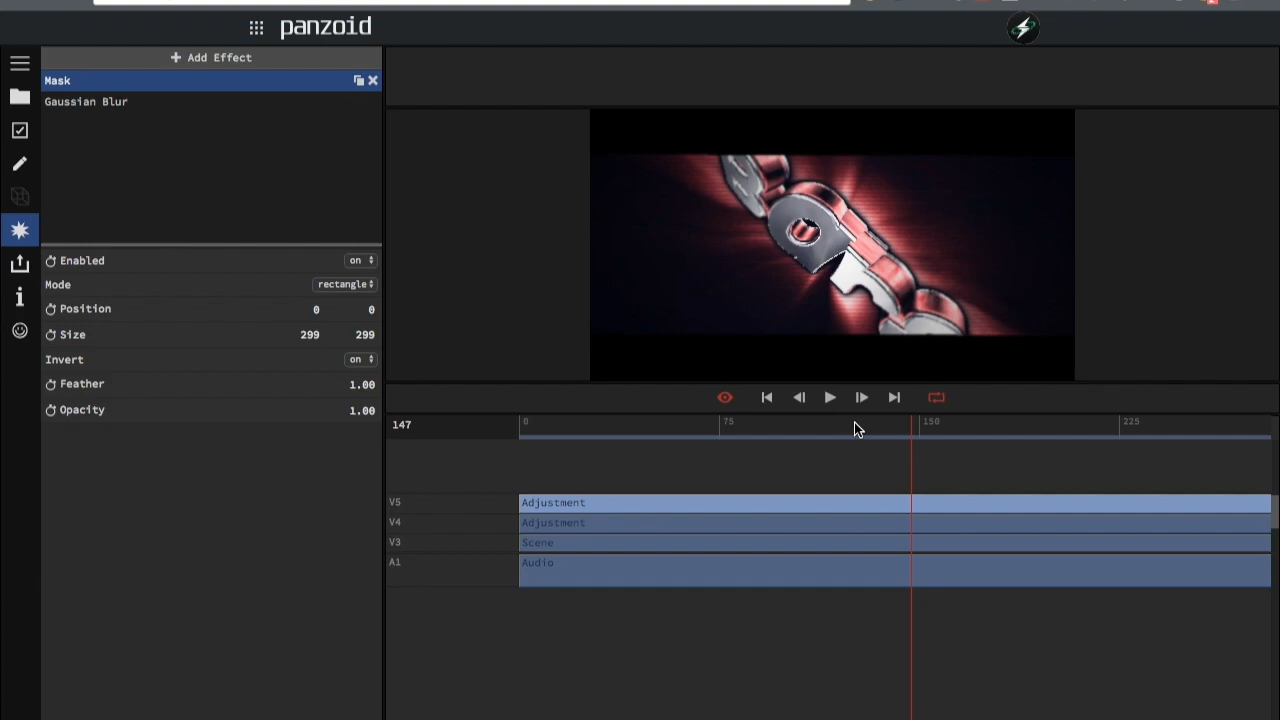 panzoid
Add Effect
Mask
Gaussian Blur
Enabled on
Mode rectangle
Position 0 0
Size 299 299
Invert on
Feather 1.00
Opacity 1.00
147 0 75 150 225
V5 Adjustment
V4 Adjustment
V3 Scene
A1 Audio